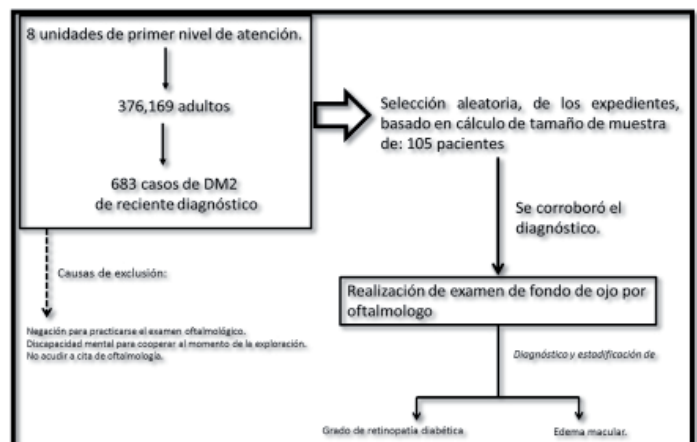 8 unidades de primer nivel de atención.
376,169 adultos
683 casos de DM2
de reciente diagnóstico
Selección aleatoria, de los expedientes,
basado en cálculo de tamaño de muestra
de: 105 pacientes
Se corroboró el
diagnóstico.
Causas de exclusión:
Negación para practicarse el examen oftalmológico.
Discapacidad mental para cooperar al momento de la exploración.
No acudir a cita de oftalmología.
Realización de examen de fondo de ojo por
oftalmologo
Diagnóstico y estadificación de
Grado de retinopatía diabética.
Edema macular.